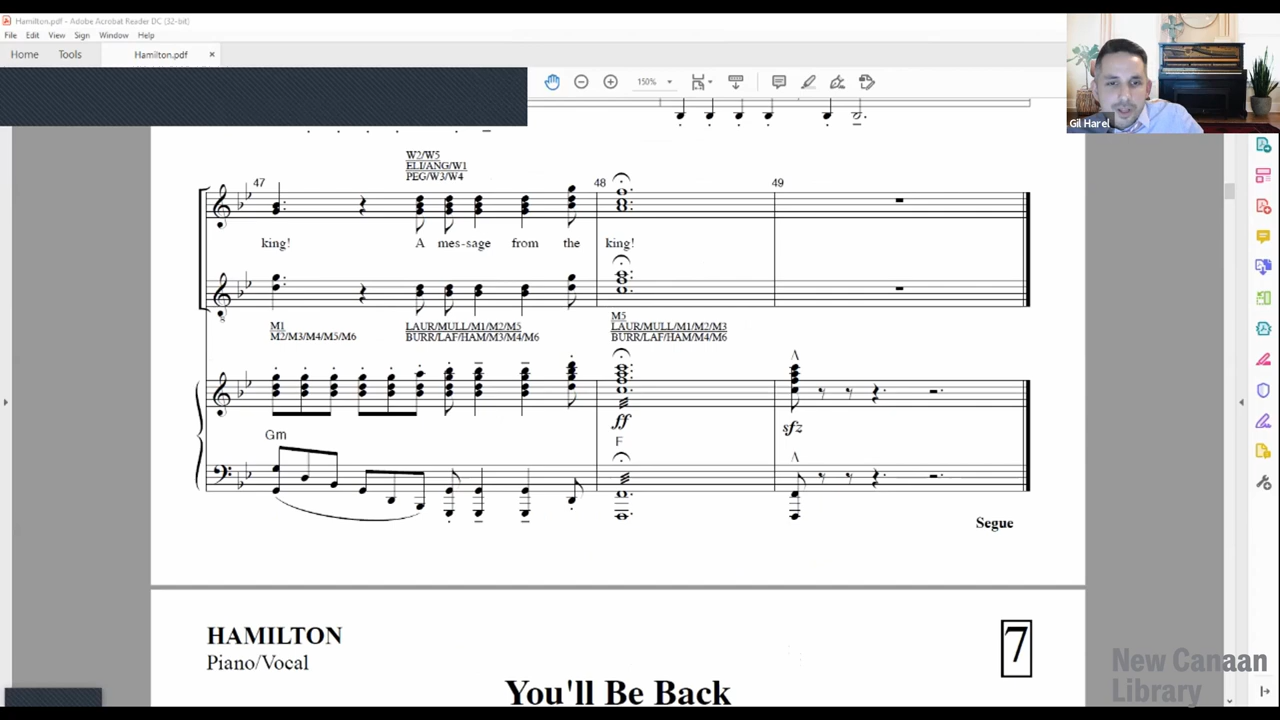 Hamilton.pdf - Adobe Acrobat Reader DC (32-bit)
File Edit View Sign Window Help
Home Tools Hamilton.pdf ×
150%
Gil Harel
W2/W5
ELI/ANG/W1
PEG/W3/W4
47 48 49
king! A mes-sage from the king!
8
M1
M2/M3/M4/M5/M6
LAUR/MULL/M1/M2/M5
BURR/LAF/HAM/M3/M4/M6
M5
LAUR/MULL/M1/M2/M3
BURR/LAF/HAM/M4/M6
ff sfz
Gm F
Segue
HAMILTON
7
Piano/Vocal
You'll Be Back
New Canaan
Library